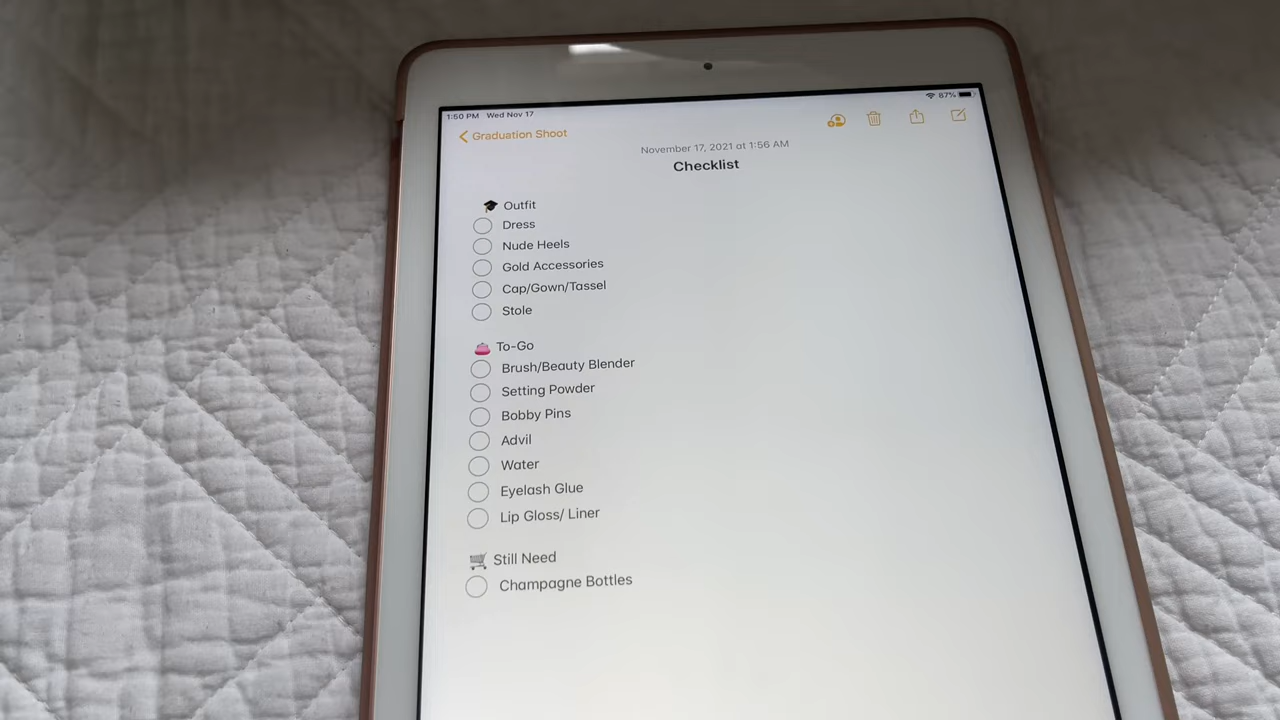 1:50 PM Wed Nov 17
87%
Graduation Shoot
November 17, 2021 at 1:56 AM
Checklist
🎓 Outfit
Dress
Nude Heels
Gold Accessories
Cap/Gown/Tassel
Stole
👛 To-Go
Brush/Beauty Blender
Setting Powder
Bobby Pins
Advil
Water
Eyelash Glue
Lip Gloss/ Liner
🛒 Still Need
Champagne Bottles